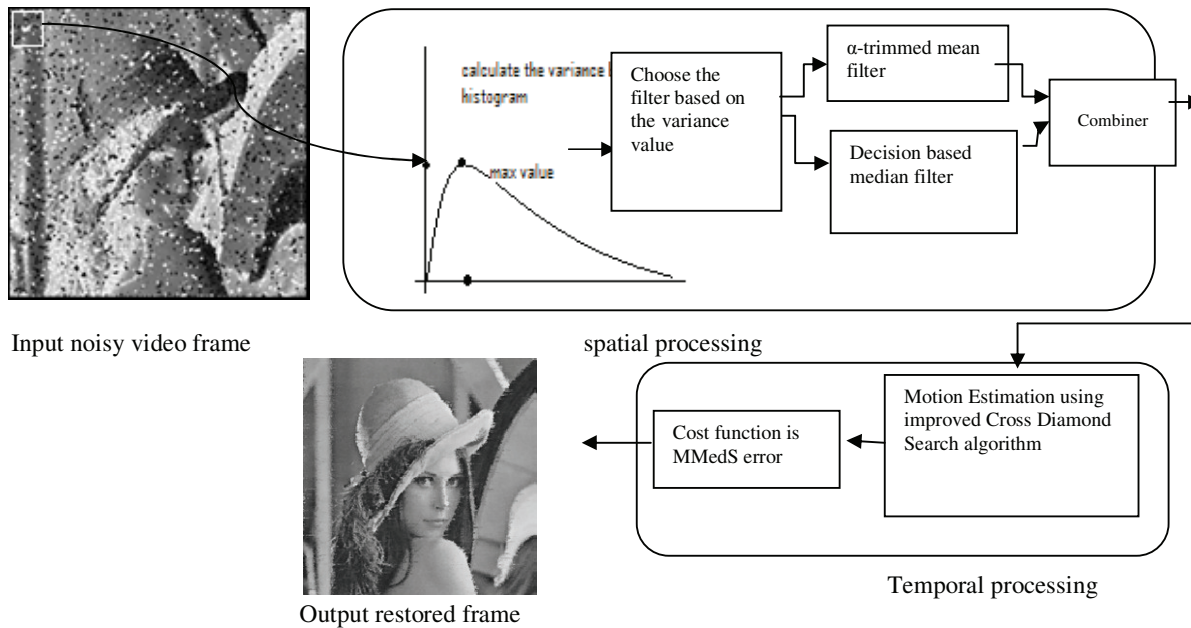 calculate the variance
histogram
max value
Choose the
filter based on
the variance
value
α-trimmed mean
filter
Decision based
median filter
Combiner
Input noisy video frame
spatial processing
Motion Estimation using
improved Cross Diamond
Search algorithm
Cost function is
MMedS error
Temporal processing
Output restored frame